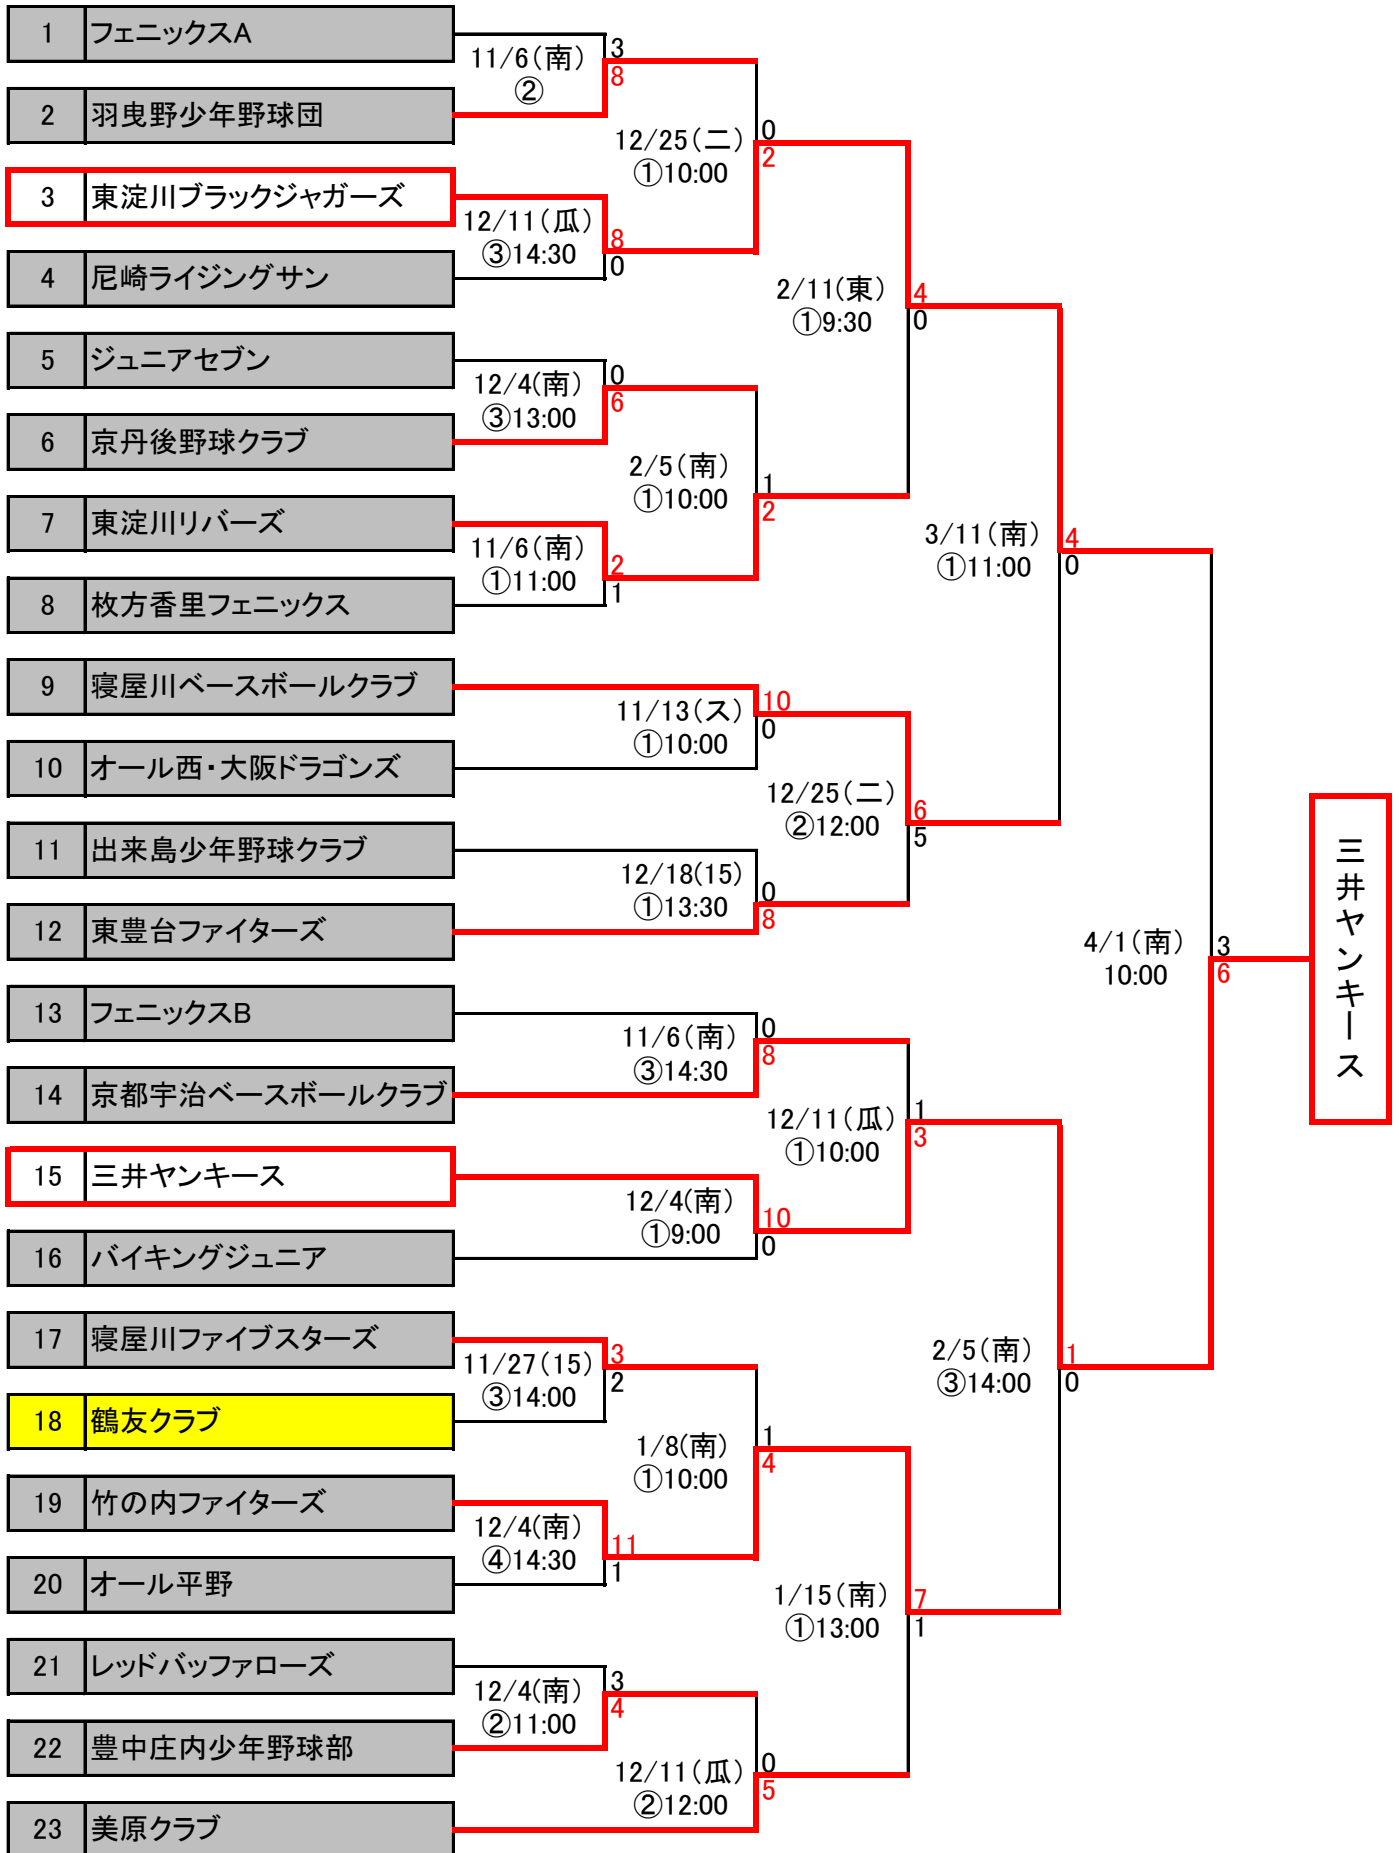 1 フェニックスA
2 羽曳野少年野球団
3 東淀川ブラックジャガーズ
4 尼崎ライジングサン
5 ジュニアセブン
6 京丹後野球クラブ
7 東淀川リバーズ
8 枚方香里フェニックス
9 寝屋川ベースボールクラブ
10 オール西・大阪ドラゴンズ
11 出来島少年野球クラブ
12 東豊台ファイターズ
13 フェニックスB
14 京都宇治ベースボールクラブ
15 三井ヤンキース
16 バイキングジュニア
17 寝屋川ファイブスターズ
18 鶴友クラブ
19 竹の内ファイターズ
20 オール平野
21 レッドバッファローズ
22 豊中庄内少年野球部
23 美原クラブ
11/6(南)
②
3
8
12/11(瓜)
③14:30
8
0
12/4(南)
③13:00
0
6
11/6(南)
①11:00
2
1
11/27(15)
③14:00
3
2
12/4(南)
④14:30
11
1
12/4(南)
②11:00
3
4
12/25(二)
①10:00
0
2
2/5(南)
①10:00
1
2
11/13(ス)
①10:00
10
0
12/18(15)
①13:30
0
8
11/6(南)
③14:30
0
8
12/4(南)
①9:00
10
0
1/8(南)
①10:00
1
4
12/11(瓜)
②12:00
0
5
2/11(東)
①9:30
4
0
12/25(二)
②12:00
6
5
12/11(瓜)
①10:00
1
3
1/15(南)
①13:00
7
1
3/11(南)
①11:00
4
0
2/5(南)
③14:00
1
0
4/1(南)
10:00
3
6
三井ヤンキース